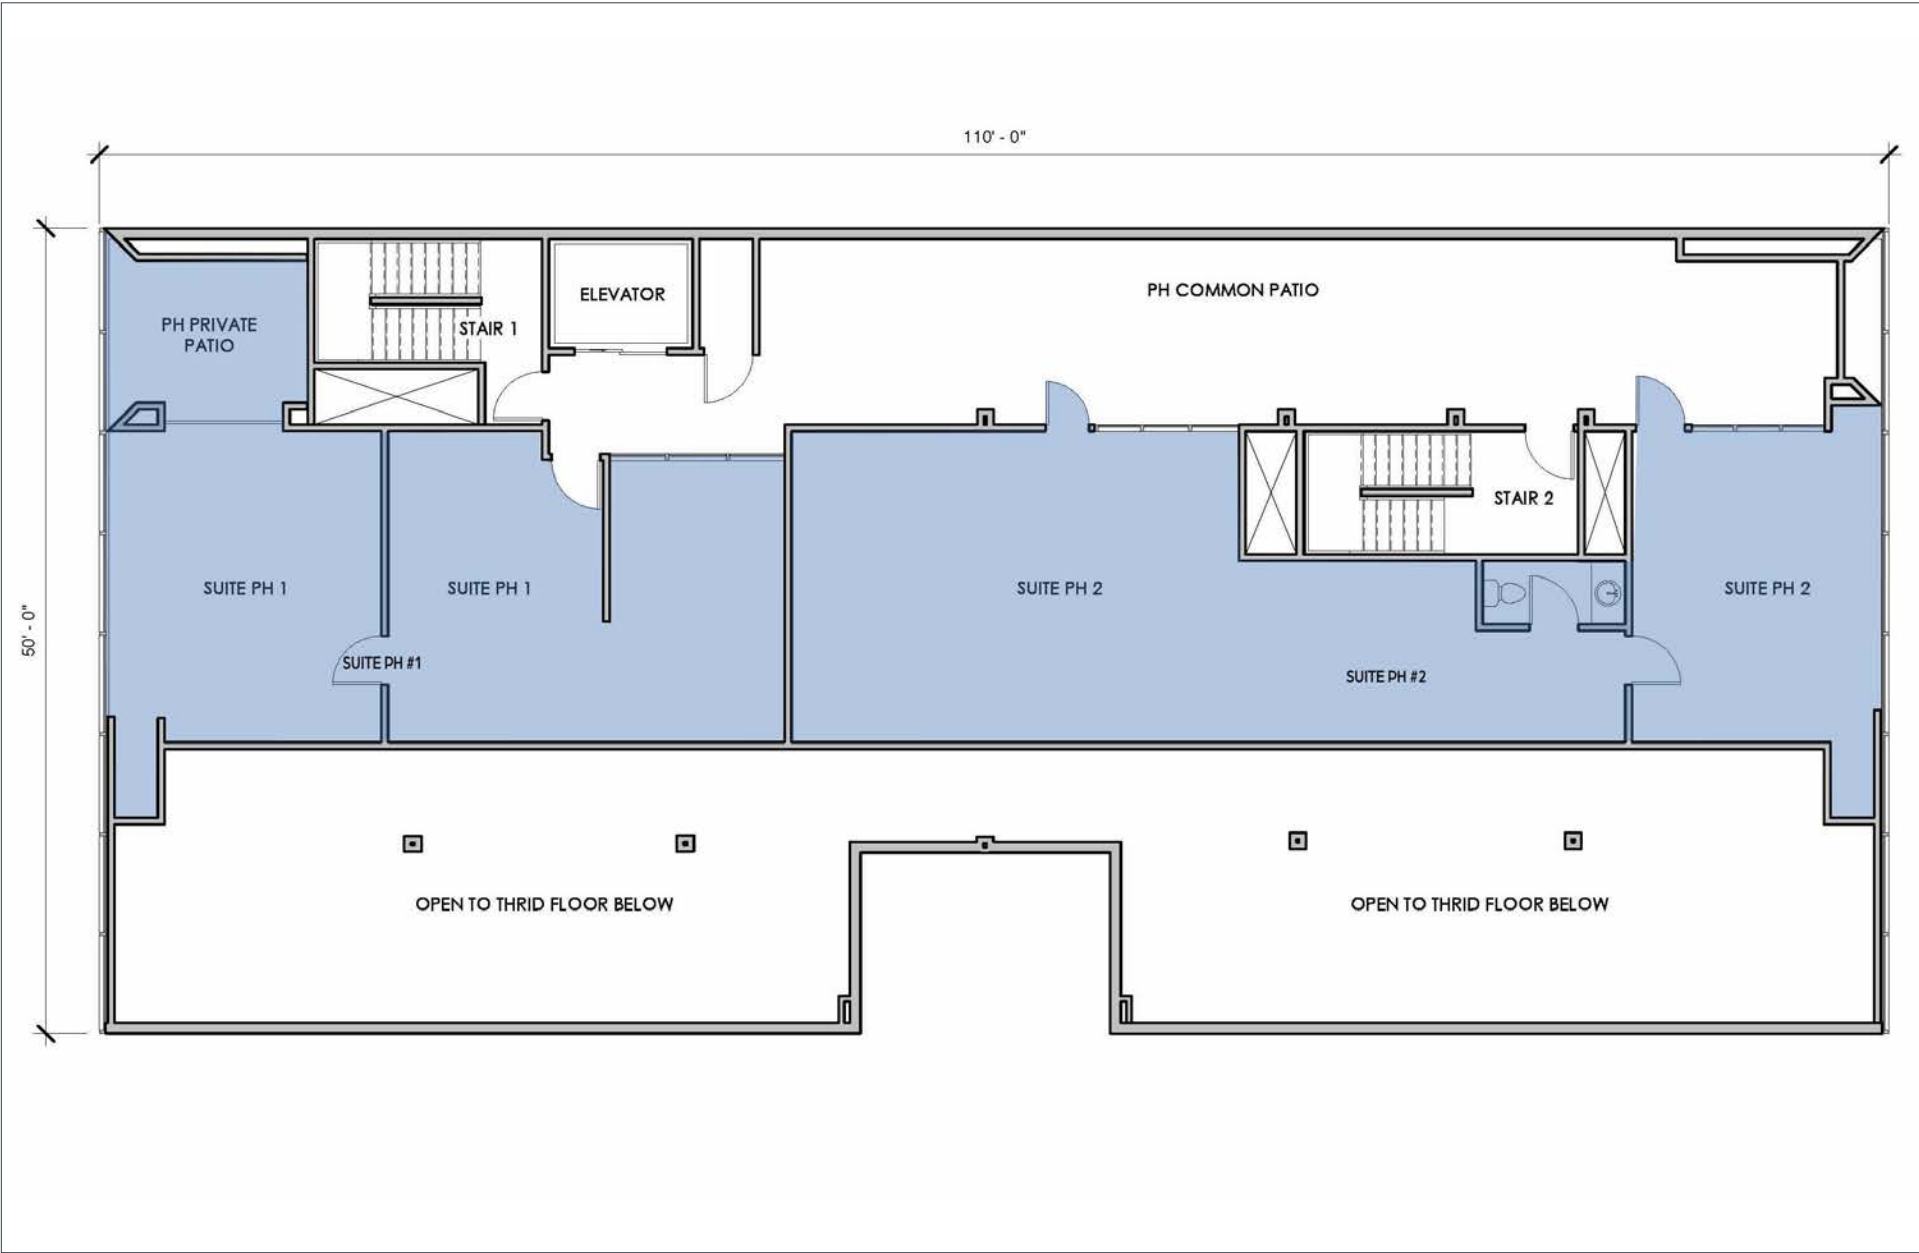 110' - 0"
PH COMMON PATIO
ELEVATOR
PH PRIVATE
PATIO
STAIR 1
STAIR 2
SUITE PH 1
SUITE PH 1
SUITE PH 2
SUITE PH 2
50' - 0"
SUITE PH #1
SUITE PH #2
OPEN TO THRID FLOOR BELOW
OPEN TO THRID FLOOR BELOW